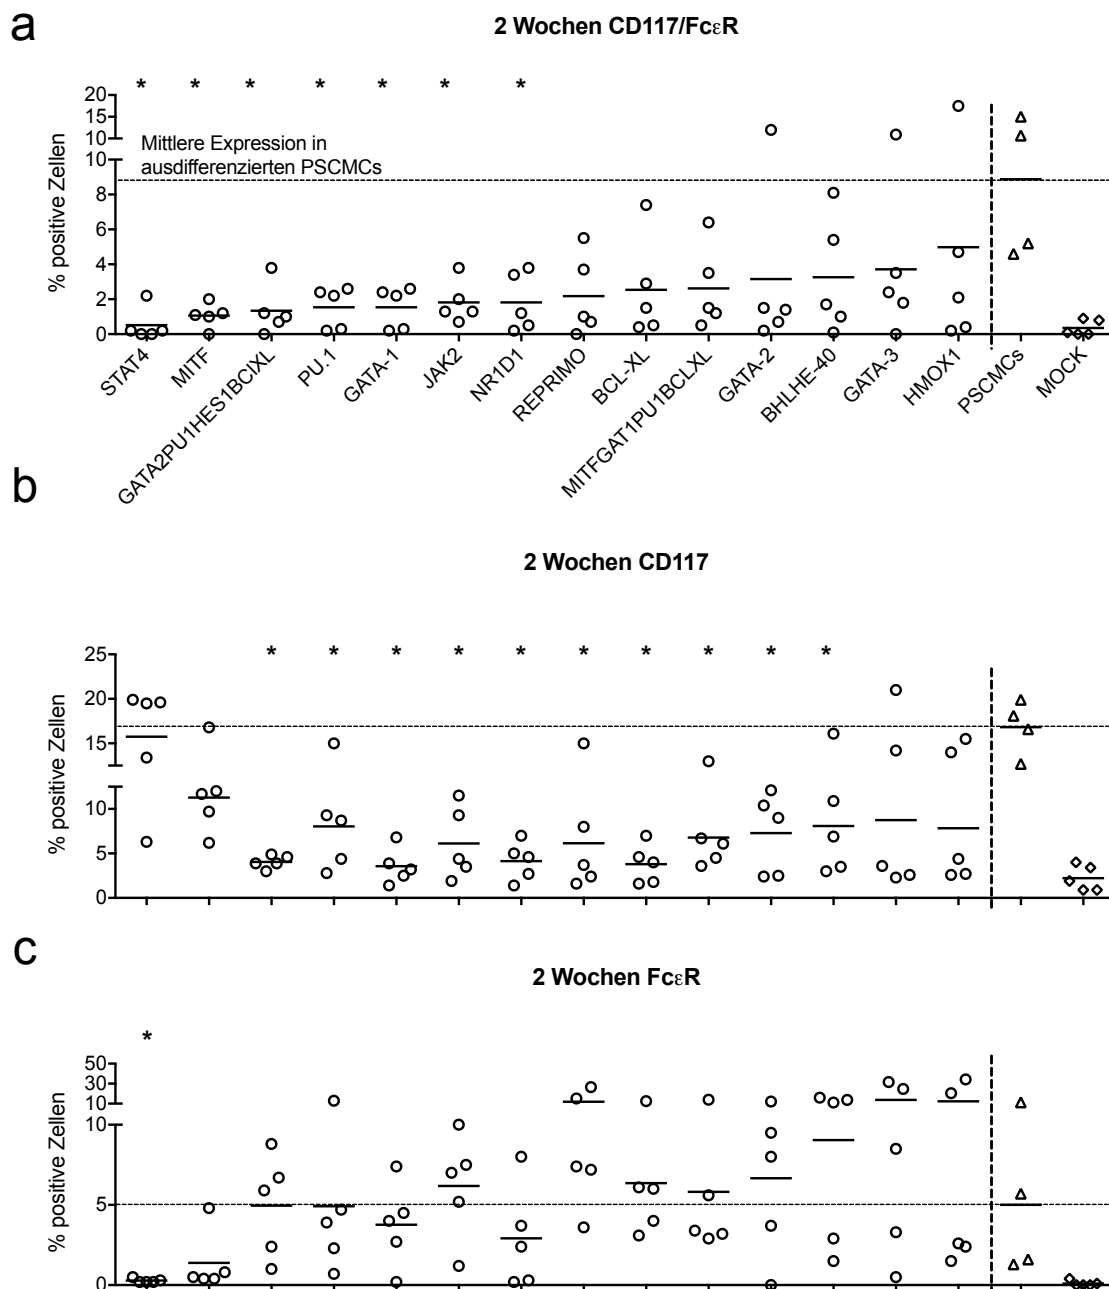 a
2 Wochen CD117/FcεR
* * * * * * *
20
15
10
Mittlere Expression in
ausdifferenzierten PSCMCs
10
8
6
4
2
0
% positive Zellen
STAT4
MITF
GATA2PU1HES1BCIXL
PU.1
GATA-1
JAK2
NR1D1
REPRIMO
BCL-XL
MITFGAT1PU1BCLXL
GATA-2
BHLHE-40
GATA-3
HMOX1
PSCMCs
MOCK
b
2 Wochen CD117
* * * * * * * * * *
25
20
15
10
5
0
% positive Zellen
c
2 Wochen FcεR
*
50
30
10
10
5
0
% positive Zellen